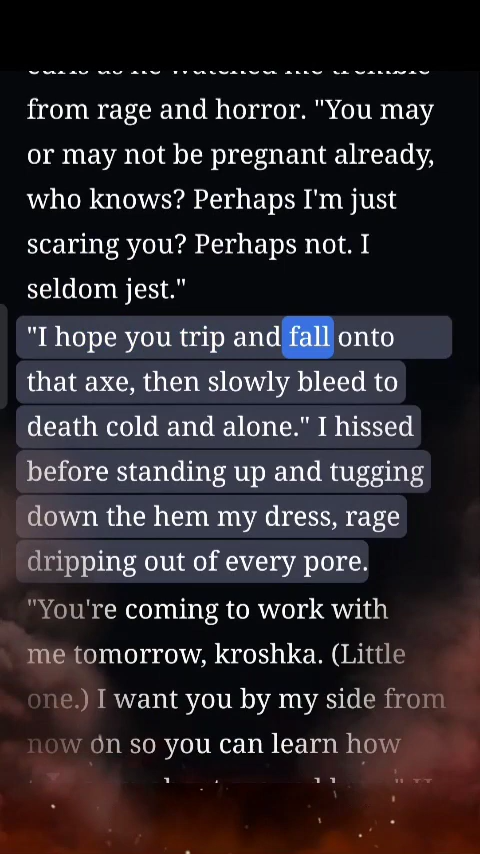 from rage and horror. "You may
or may not be pregnant already,
who knows? Perhaps I'm just
scaring you? Perhaps not. I
seldom jest."
"I hope you trip and fall onto
that axe, then slowly bleed to
death cold and alone." I hissed
before standing up and tugging
down the hem my dress, rage
dripping out of every pore.
"You're coming to work with
me tomorrow, kroshka. (Little
one.) I want you by my side from
now on so you can learn how